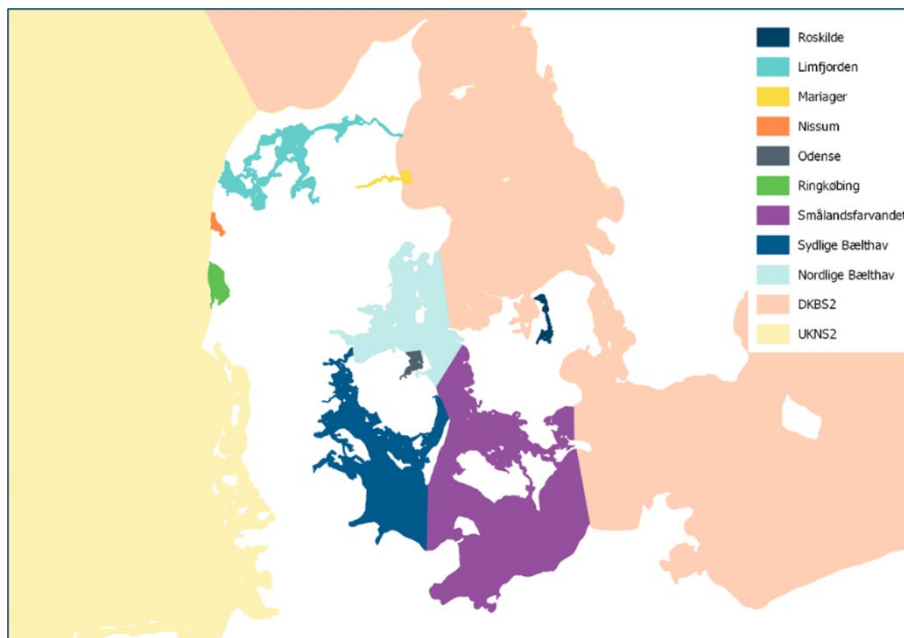 Roskilde
Limfjorden
Mariager
Nissum
Odense
Ringkøbing
Smålandsfarvandet
Sydlige Bælthav
Nordlige Bælthav
DKBS2
UKNS2